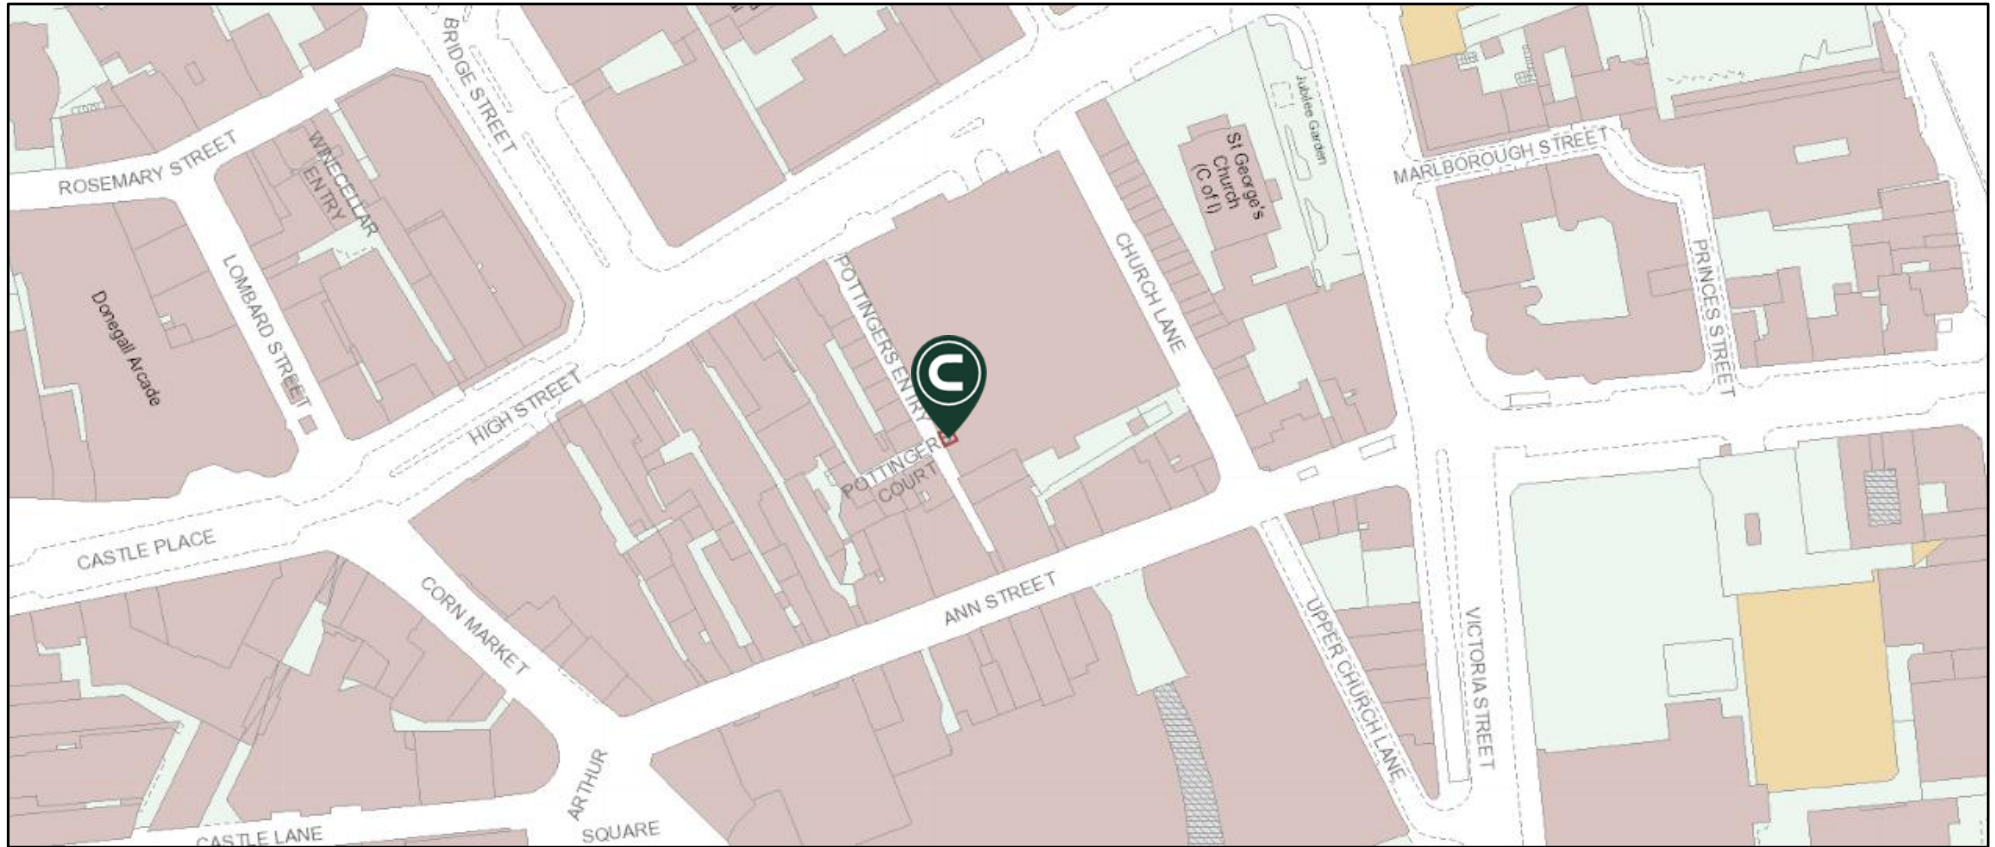 BRIDGE STREET
ROSEMARY STREET
WINECELLAR
ENTRY
St George's
Church
(C of I)
Jubilee Garden
MARLBOROUGH STREET
Donegall Arcade
LOMBARD STREET
POTTINGERS ENTRY
CHURCH LANE
PRINCES STREET
HIGH STREET
C
POTTINGER
COURT
CASTLE PLACE
CORN MARKET
ANN STREET
UPPER CHURCH LANE
VICTORIA STREET
ARTHUR
SQUARE
CASTLE LANE